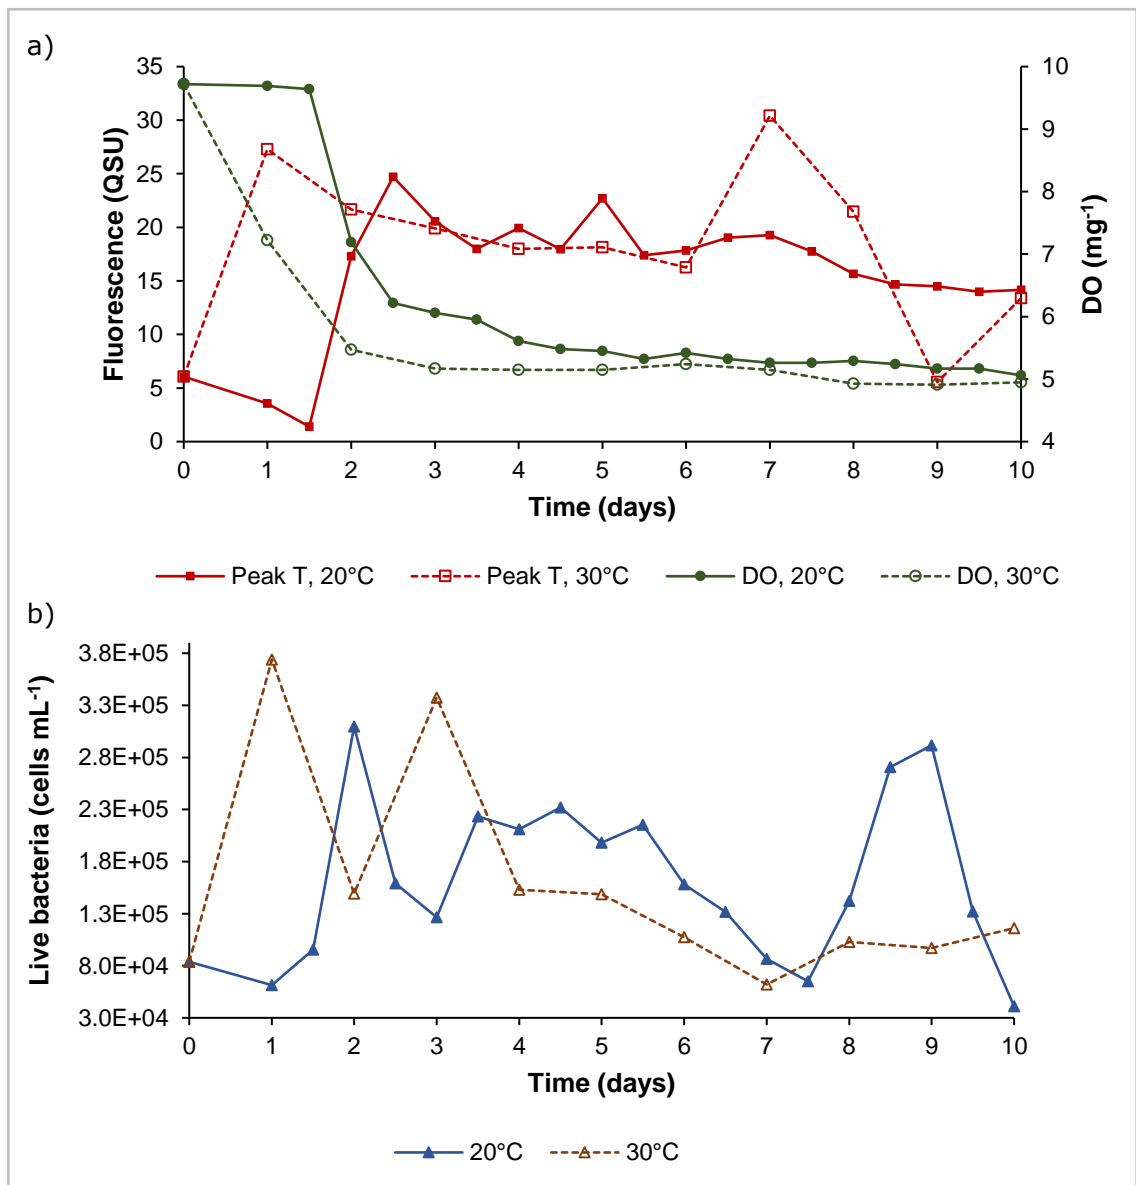 a)
35 10
30 9
25 8
20 7
15 6
10 5
5 4
0
Fluorescence (QSU)
DO (mg-1)
0 1 2 3 4 5 6 7 8 9 10
Time (days)
Peak T, 20°C Peak T, 30°C DO, 20°C DO, 30°C
b)
3.8E+05
3.3E+05
2.8E+05
2.3E+05
1.8E+05
1.3E+05
8.0E+04
3.0E+04
Live bacteria (cells mL-1)
0 1 2 3 4 5 6 7 8 9 10
Time (days)
20°C 30°C